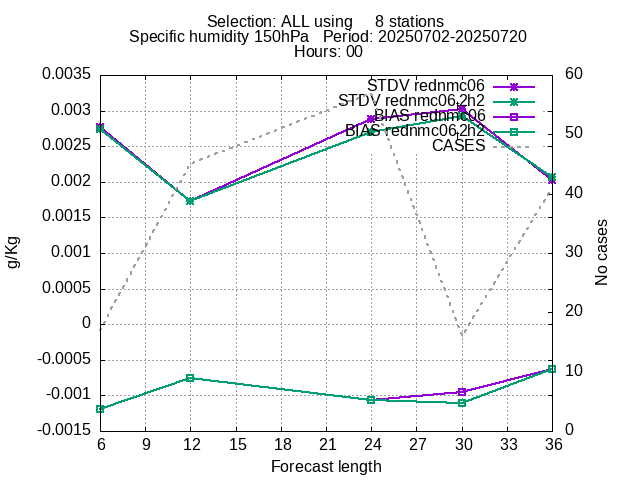 Selection: ALL using     8 stations
Specific humidity 150hPa   Period: 20250702-20250720
Hours: 00
0.0035
0.003
0.0025
0.002
0.0015
0.001
0.0005
0
-0.0005
-0.001
-0.0015
g/Kg
STDV rednmc06
STDV rednmc06,2h2
BIAS rednmc06
BIAS rednmc06,2h2
CASES
60
50
40
30
20
10
0
No cases
6 9 12 15 18 21 24 27 30 33 36
Forecast length